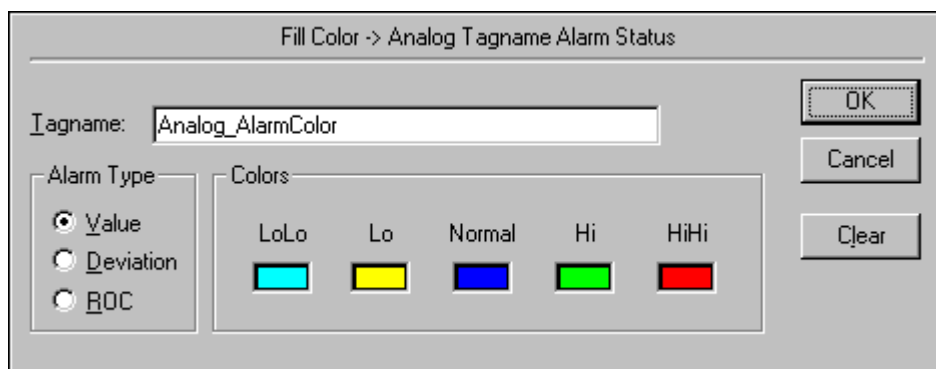 Fill Color -> Analog Tagname Alarm Status
Tagname: Analog_AlarmColor
OK
Cancel
Clear
Alarm Type
Value
Deviation
ROC
Colors
LoLo Lo Normal Hi HiHi